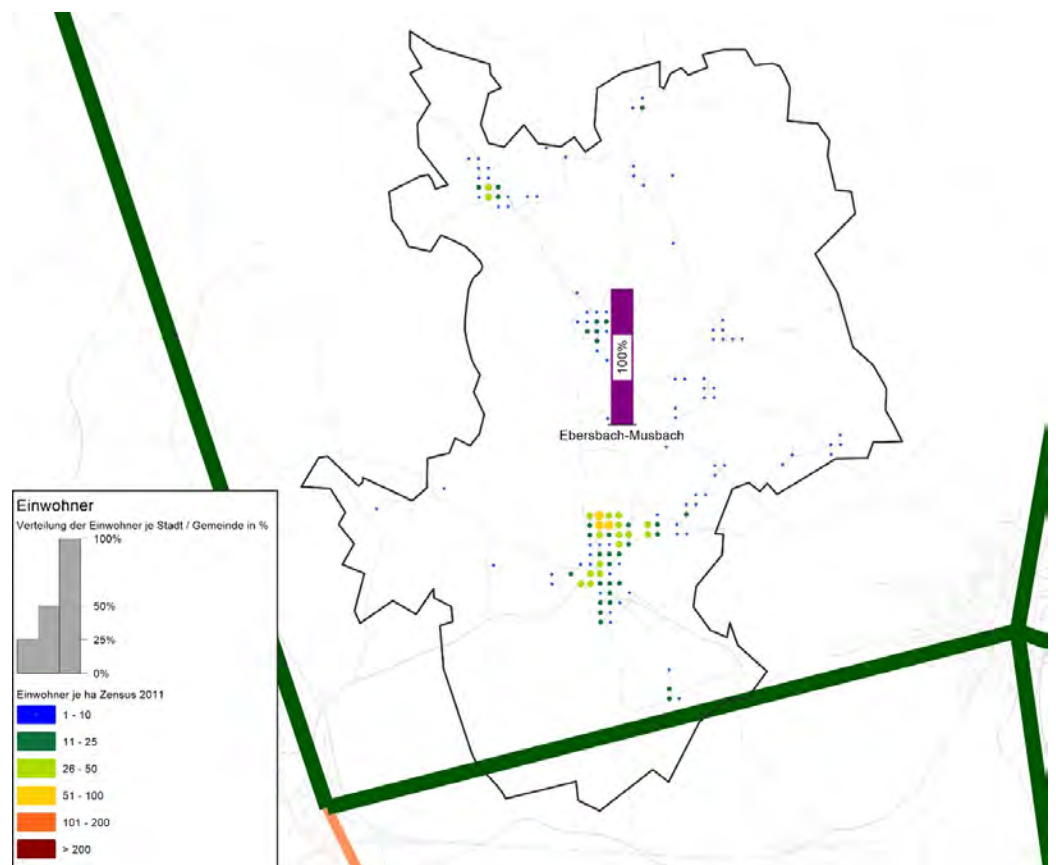 100%
Ebersbach-Musbach
Einwohner
Verteilung der Einwohner je Stadt / Gemeinde in %
100%
50%
25%
0%
Einwohner je ha Zensus 2011
1 - 10
11 - 25
26 - 50
51 - 100
101 - 200
> 200